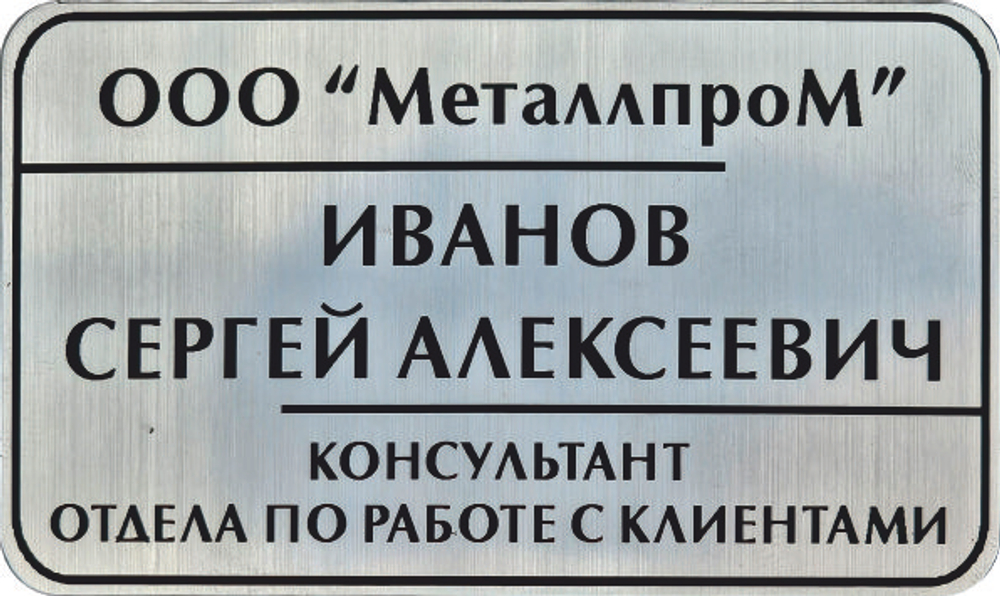 ООО “МеталлпроМ”
ИВАНОВ
СЕРГЕЙ АЛЕКСЕЕВИЧ
КОНСУЛЬТАНТ
ОТДЕЛА ПО РАБОТЕ С КЛИЕНТАМИ